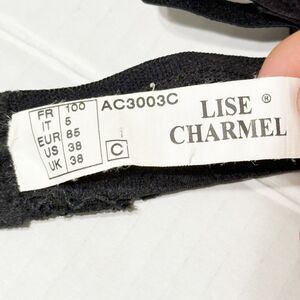 FR 100
IT 5
EUR 85
US 38
UK 38
AC3003C
C
LISE ®
CHARMEL